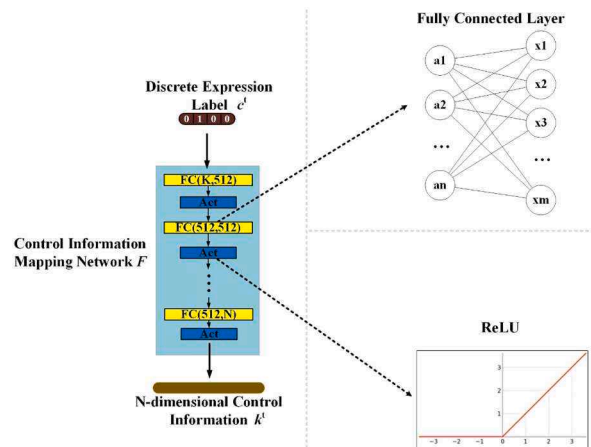 Fully Connected Layer
a1
a2
...
an
x1
x2
x3
...
xm
Discrete Expression
Label c^t
0 1 0 0
FC(K,512)
Act
FC(512,512)
Act
FC(512,N)
Act
Control Information
Mapping Network F
N-dimensional Control
Information k^t
ReLU
3
2
1
-3 -2 -1 0 1 2 3